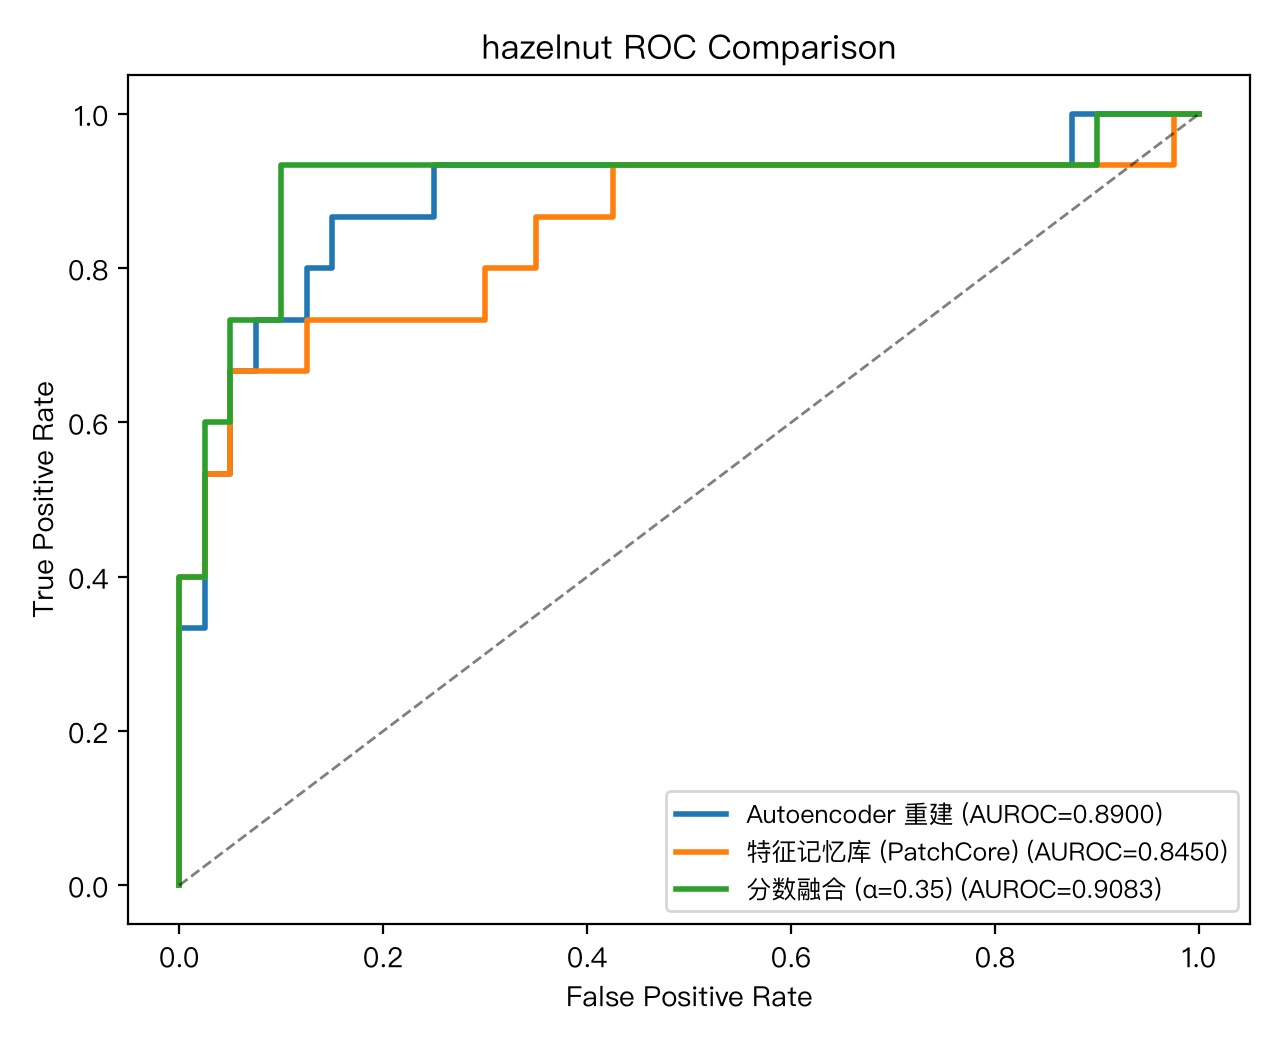 hazelnut ROC Comparison
1.0
0.8
0.6
0.4
0.2
0.0
True Positive Rate
Autoencoder 重建 (AUROC=0.8900)
特征记忆库 (PatchCore) (AUROC=0.8450)
分数融合 (α=0.35) (AUROC=0.9083)
0.0 0.2 0.4 0.6 0.8 1.0
False Positive Rate